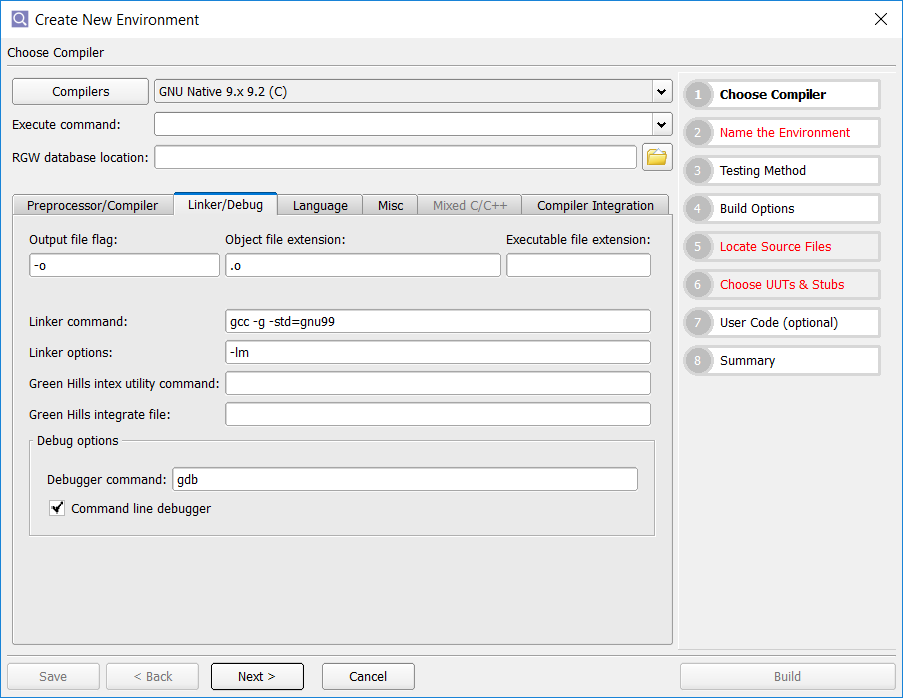 Create New Environment
Choose Compiler
Compilers
GNU Native 9.x 9.2 (C)
Execute command:
RGW database location:
Preprocessor/Compiler
Linker/Debug
Language
Misc
Mixed C/C++
Compiler Integration
Output file flag:
Object file extension:
Executable file extension:
-o
.o
Linker command:
gcc -g -std=gnu99
Linker options:
-lm
Green Hills intex utility command:
Green Hills integrate file:
Debug options
Debugger command:
gdb
Command line debugger
1 Choose Compiler
2 Name the Environment
3 Testing Method
4 Build Options
5 Locate Source Files
6 Choose UUTs & Stubs
7 User Code (optional)
8 Summary
Save
< Back
Next >
Cancel
Build